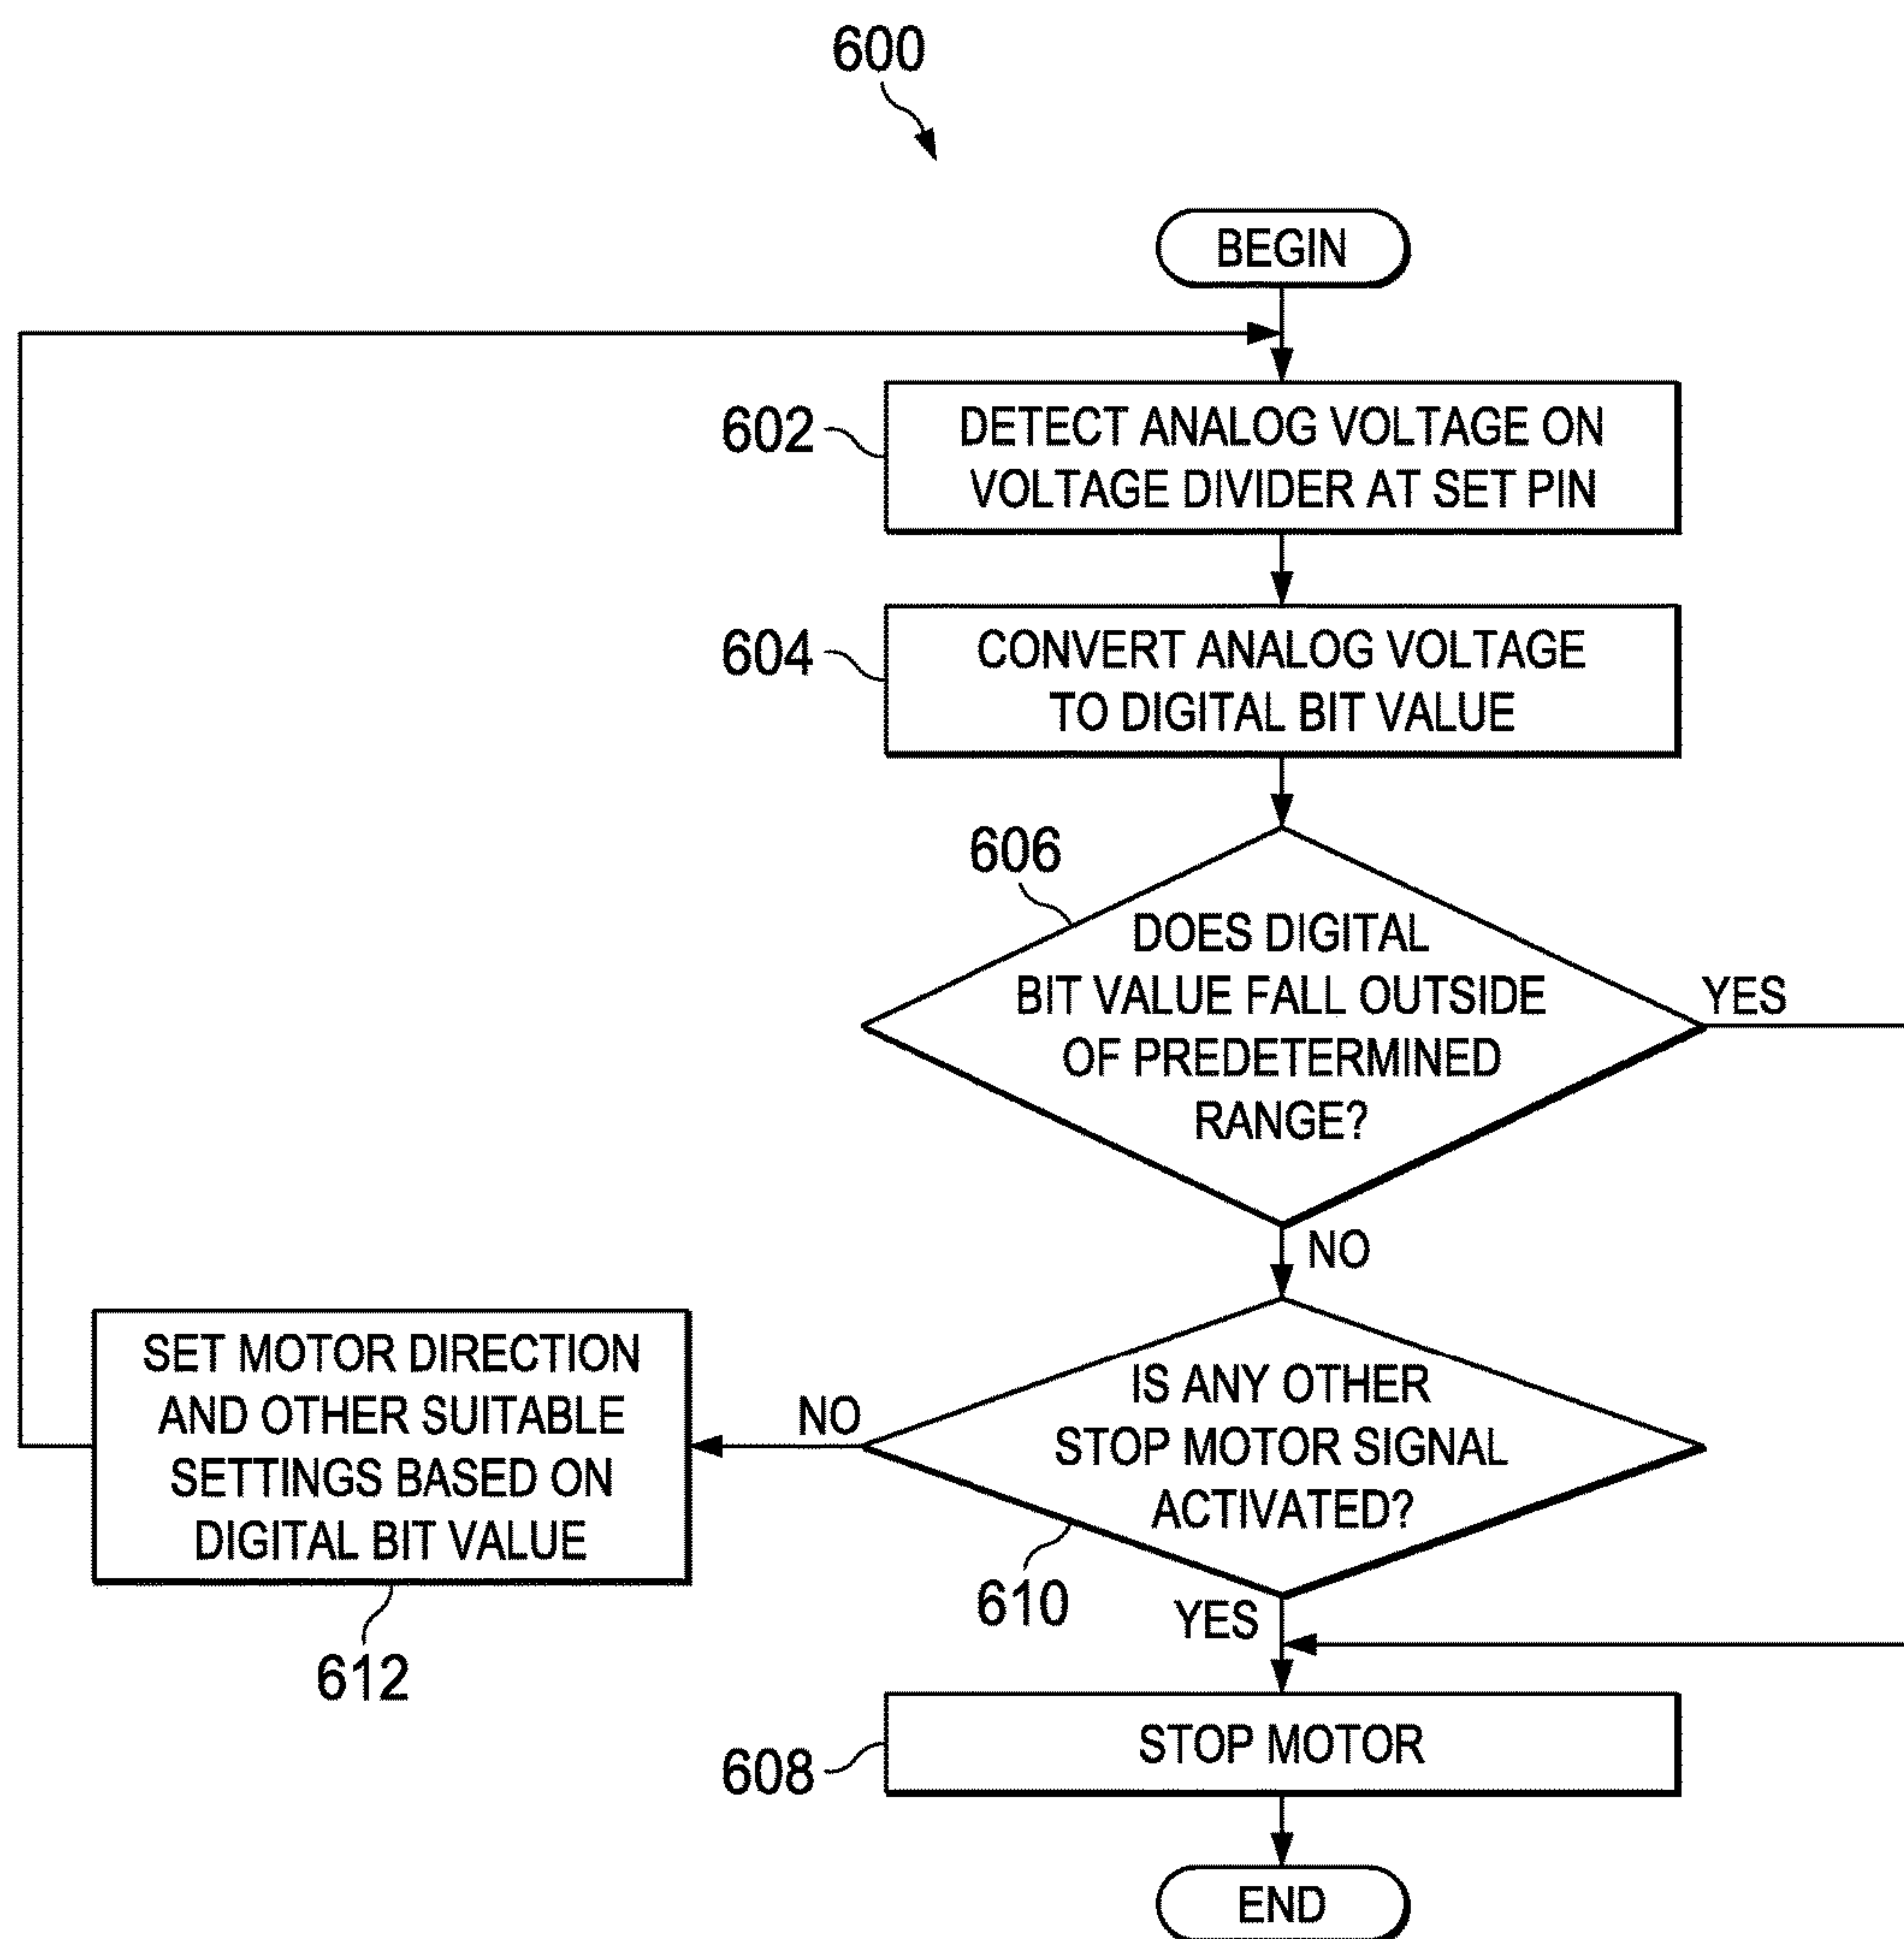 600
BEGIN
602
DETECT ANALOG VOLTAGE ON
VOLTAGE DIVIDER AT SET PIN
604
CONVERT ANALOG VOLTAGE
TO DIGITAL BIT VALUE
606
DOES DIGITAL
BIT VALUE FALL OUTSIDE
OF PREDETERMINED
RANGE?
YES
NO
IS ANY OTHER
STOP MOTOR SIGNAL
ACTIVATED?
610
NO
SET MOTOR DIRECTION
AND OTHER SUITABLE
SETTINGS BASED ON
DIGITAL BIT VALUE
612
YES
608
STOP MOTOR
END